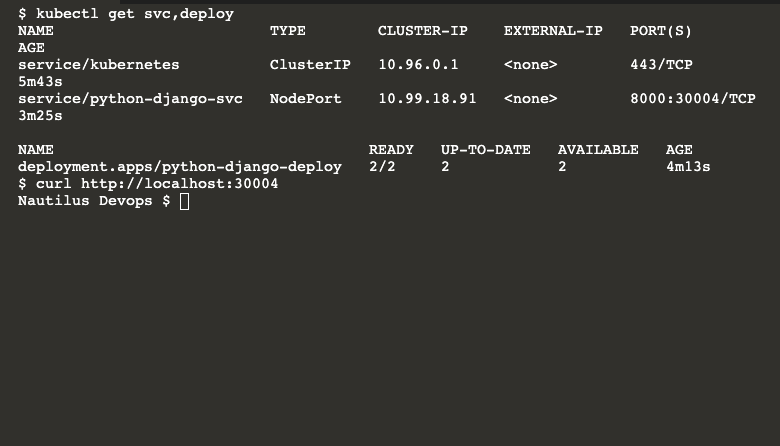 $ kubectl get svc,deploy
NAME                        TYPE        CLUSTER-IP    EXTERNAL-IP   PORT(S)
AGE
service/kubernetes          ClusterIP   10.96.0.1     <none>        443/TCP
5m43s
service/python-django-svc   NodePort    10.99.18.91   <none>        8000:30004/TCP
3m25s

NAME                                   READY   UP-TO-DATE   AVAILABLE   AGE
deployment.apps/python-django-deploy   2/2     2            2           4m13s
$ curl http://localhost:30004
Nautilus Devops $